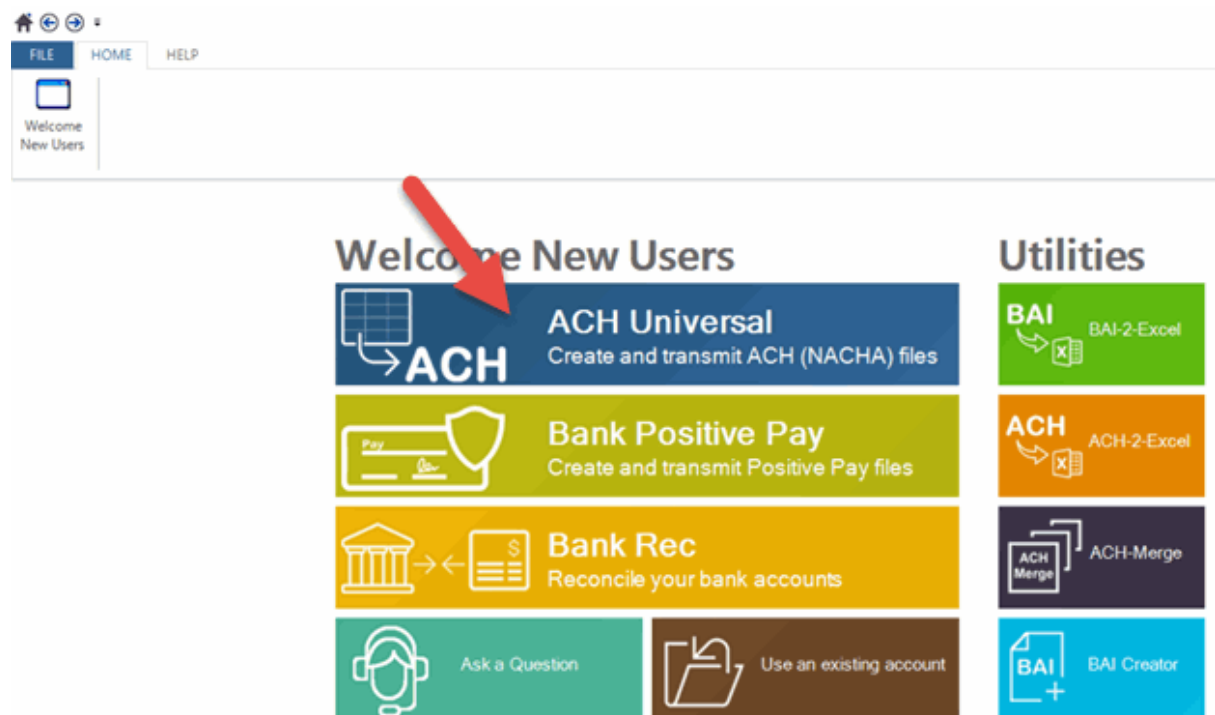 FILE HOME HELP
Welcome
New Users
Welcome New Users
ACH
ACH Universal
Create and transmit ACH (NACHA) files
Pay
Bank Positive Pay
Create and transmit Positive Pay files
$
Bank Rec
Reconcile your bank accounts
Ask a Question
Use an existing account
Utilities
BAI
X
BAI-2-Excel
ACH
X
ACH-2-Excel
ACH
Merge
ACH-Merge
BAI
BAI Creator